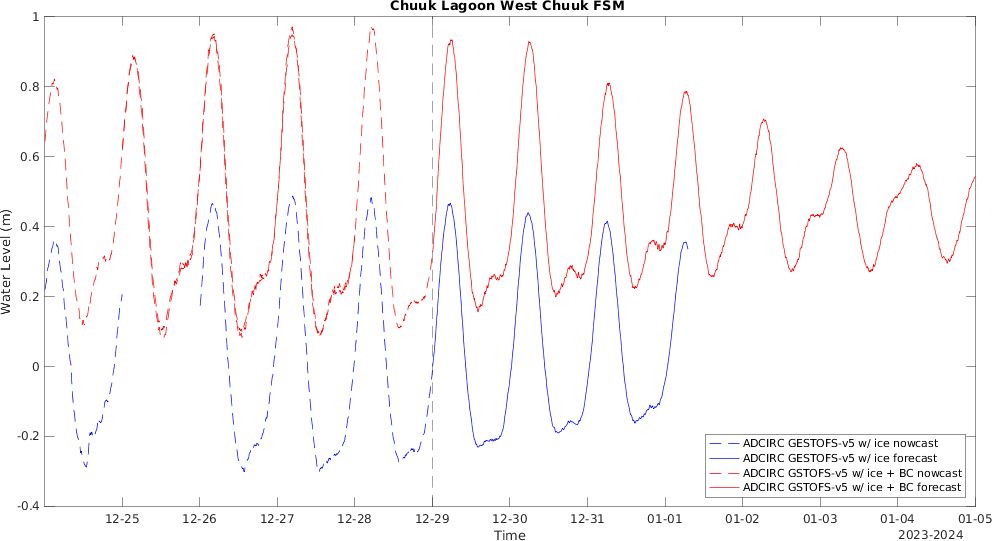 Chuuk Lagoon West Chuuk FSM
1
0.8
0.6
0.4
0.2
0
-0.2
-0.4
Water Level (m)
12-25 12-26 12-27 12-28 12-29 12-30 12-31 01-01 01-02 01-03 01-04 01-05
Time
2023-2024
ADCIRC GESTOFS-v5 w/ ice nowcast
ADCIRC GESTOFS-v5 w/ ice forecast
ADCIRC GSTOFS-v5 w/ ice + BC nowcast
ADCIRC GSTOFS-v5 w/ ice + BC forecast